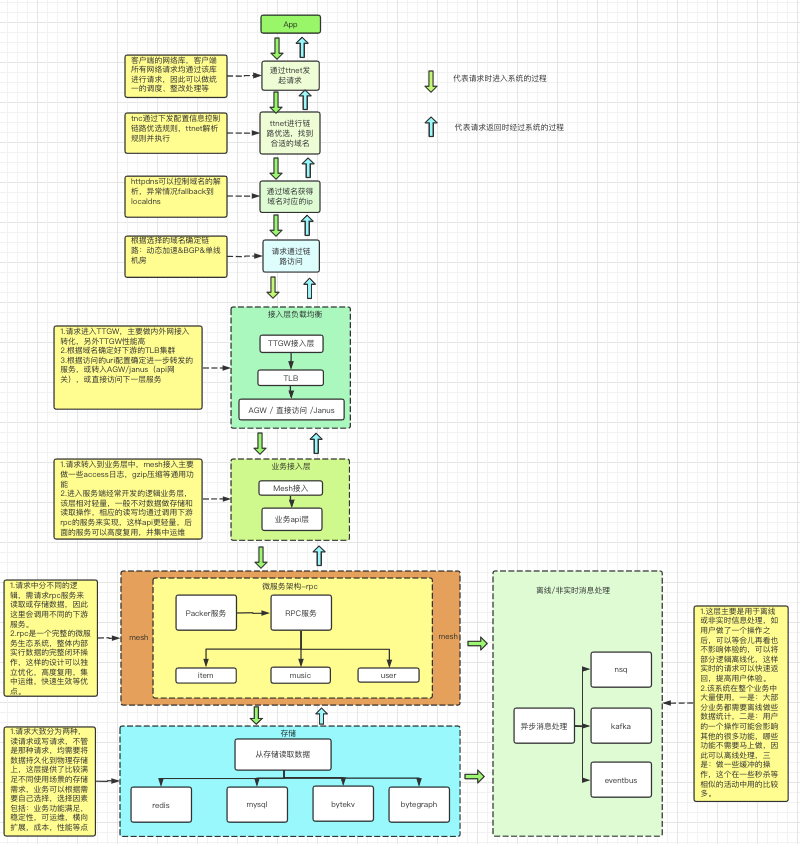 App
客户端的网络库，客户端
所有网络请求均通过该库
进行请求，因此可以做统
一的调度、整改处理等
通过ttnet发
起请求
代表请求时进入系统的过程
代表请求返回时经过系统的过程
tnc通过下发配置信息控制
链路优选规则，ttnet解析
规则并执行
ttnet进行链
路优选，找到
合适的域名
httpdns可以控制域名的解
析，异常情况fallback到
localdns
通过域名获得
域名对应的ip
根据选择的域名确定链
路：动态加速&BGP&单线
机房
请求通过链
路访问
接入层负载均衡
TTGW接入层
TLB
AGW / 直接访问 /Janus
1.请求进入TTGW，主要做内外网接入
转化，另外TTGW性能高
2.根据域名确定好下游的TLB集群
3.根据访问的uri配置确定进一步转发的
服务，或转入AGW/janus（api网
关），或直接访问下一层服务
业务接入层
Mesh接入
业务api层
1.请求转入到业务层中，mesh接入主要
做一些access日志，gzip压缩等通用功
能
2.进入服务端经常开发的逻辑业务层，
该层相对轻量，一般不对数据做存储和
读取操作，相应的读写均通过调用下游
rpc的服务来实现，这样api更轻量，后
面的服务可以高度复用，并集中运维
微服务架构-rpc
mesh
Packer服务
RPC服务
mesh
item
music
user
1.请求中分不同的逻
辑，需请求rpc服务来
读取或存储数据，因此
这里会调用不同的下游
服务。
2.rpc是一个完整的微服
务生态系统，整体内部
实行数据的完整闭环操
作，这样的设计可以独
立优化，高度复用，集
中运维，快速生效等优
点。
存储
从存储读取数据
redis
mysql
bytekv
bytegraph
1.请求大致分为两种，
读请求或写请求，不管
是那种请求，均需要将
数据持久化到物理存储
上，这层提供了比较满
足不同使用场景的存储
需求，业务可以根据需
要自己选择，选择因素
包括：业务功能满足，
稳定性，可运维，横向
扩展，成本，性能等点
离线/非实时消息处理
异步消息处理
nsq
kafka
eventbus
1.这层主要是用于离线
或非实时信息处理，如
用户做了一个操作之
后，可以等会儿再看也
不影响体验的，可以将
部分逻辑离线化，这样
实时的请求可以快速返
回，提高用户体验。
2.该系统在整个业务中
大量使用，一是：大部
分业务都需要离线做些
数据统计，二是：用户
的一个操作可能会影响
其他的很多功能，哪些
功能不需要马上做，因
此可以离线处理，三
是：做一些缓冲的操
作，这个在一些秒杀等
相似的活动中用的比较
多。